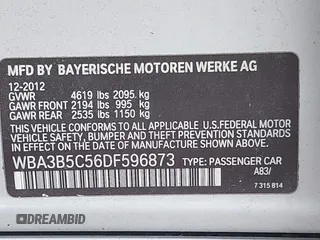 MFD BY BAYERISCHE MOTOREN WERKE AG
12-2012
GVWR 4619 lbs 2095 kg
GAWR FRONT 2194 lbs 995 kg
GAWR REAR 2535 lbs 1150 kg
THIS VEHICLE CONFORMS TO ALL APPLICABLE U.S.FEDERAL MOTOR
VEHICLE SAFETY, BUMPER, AND THEFT PREVENTION STANDARDS
IN EFFECT ON THE DATE OF MANUFACTURE SHOWN ABOVE.
WBA3B5C56DF596873 TYPE: PASSENGER CAR
A83/
7 315 814
DREAMBID